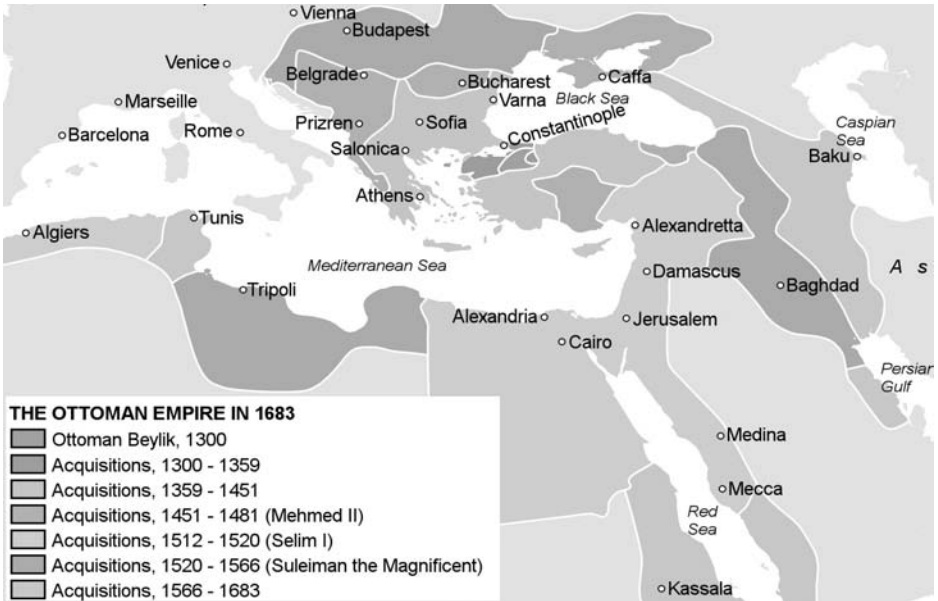 Vienna
Budapest
Venice
Belgrade
Bucharest
Caffa
Marseille
Varna
Black Sea
Barcelona
Rome
Prizren
Sofia
Constantinople
Caspian
Sea
Salonica
Baku
Athens
Tunis
Algiers
Alexandretta
Mediterranean Sea
Damascus
A s
Tripoli
Baghdad
Alexandria
Jerusalem
Cairo
Persian
Gulf
THE OTTOMAN EMPIRE IN 1683
Ottoman Beylik, 1300
Acquisitions, 1300 - 1359
Acquisitions, 1359 - 1451
Acquisitions, 1451 - 1481 (Mehmed II)
Acquisitions, 1512 - 1520 (Selim I)
Acquisitions, 1520 - 1566 (Suleiman the Magnificent)
Acquisitions, 1566 - 1683
Medina
Mecca
Red
Sea
Kassala